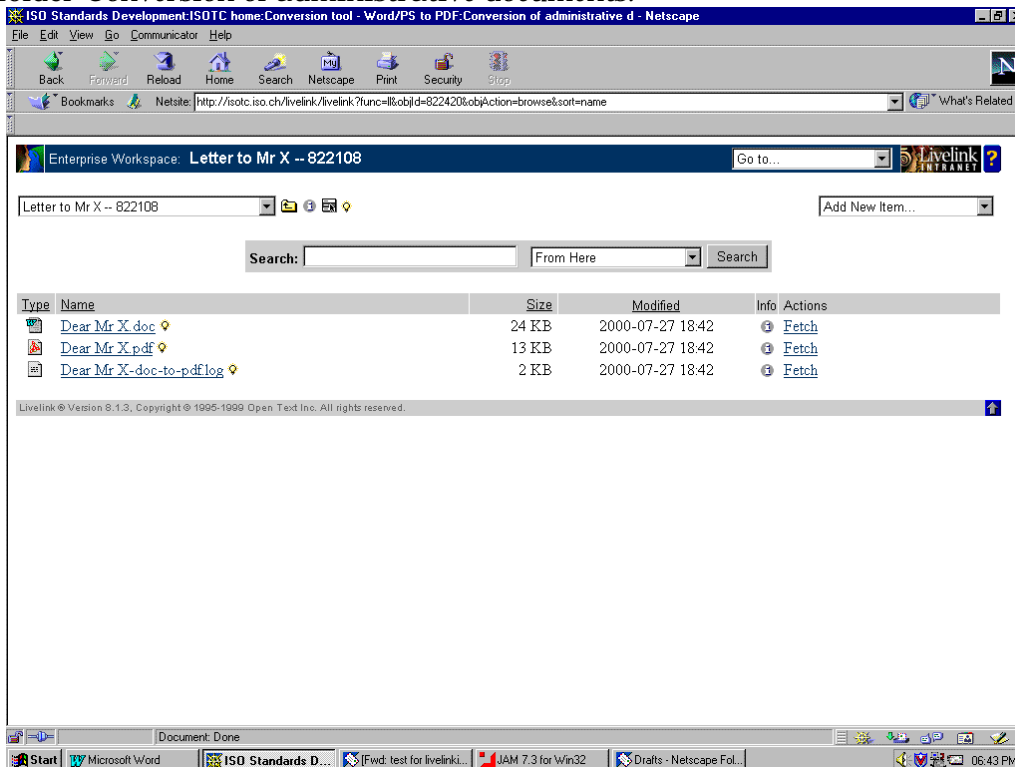 folder Conversion of administrative documents.
ISO Standards Development:ISOTC home:Conversion tool - Word/PS to PDF:Conversion of administrative d - Netscape
File Edit View Go Communicator Help
Back Forward Reload Home Search Netscape Print Security Stop
Bookmarks Netsite: http://isotc.iso.ch/livelink/livelink?func=ll&objId=822420&objAction=browse&sort=name What's Related
Enterprise Workspace: Letter to Mr X -- 822108 Go to... Livelink INTRANET ?
Letter to Mr X -- 822108 Add New Item...
Search: From Here Search
Type Name Size Modified Info Actions
Dear Mr X.doc 24 KB 2000-07-27 18:42 Fetch
Dear Mr X.pdf 13 KB 2000-07-27 18:42 Fetch
Dear Mr X-doc-to-pdf.log 2 KB 2000-07-27 18:42 Fetch
Livelink ® Version 8.1.3, Copyright © 1995-1999 Open Text Inc. All rights reserved.
Document: Done
Start Microsoft Word ISO Standards D... [Fwd: test for livelinki... JAM 7.3 for Win32 Drafts - Netscape Fol... 06:43 PM